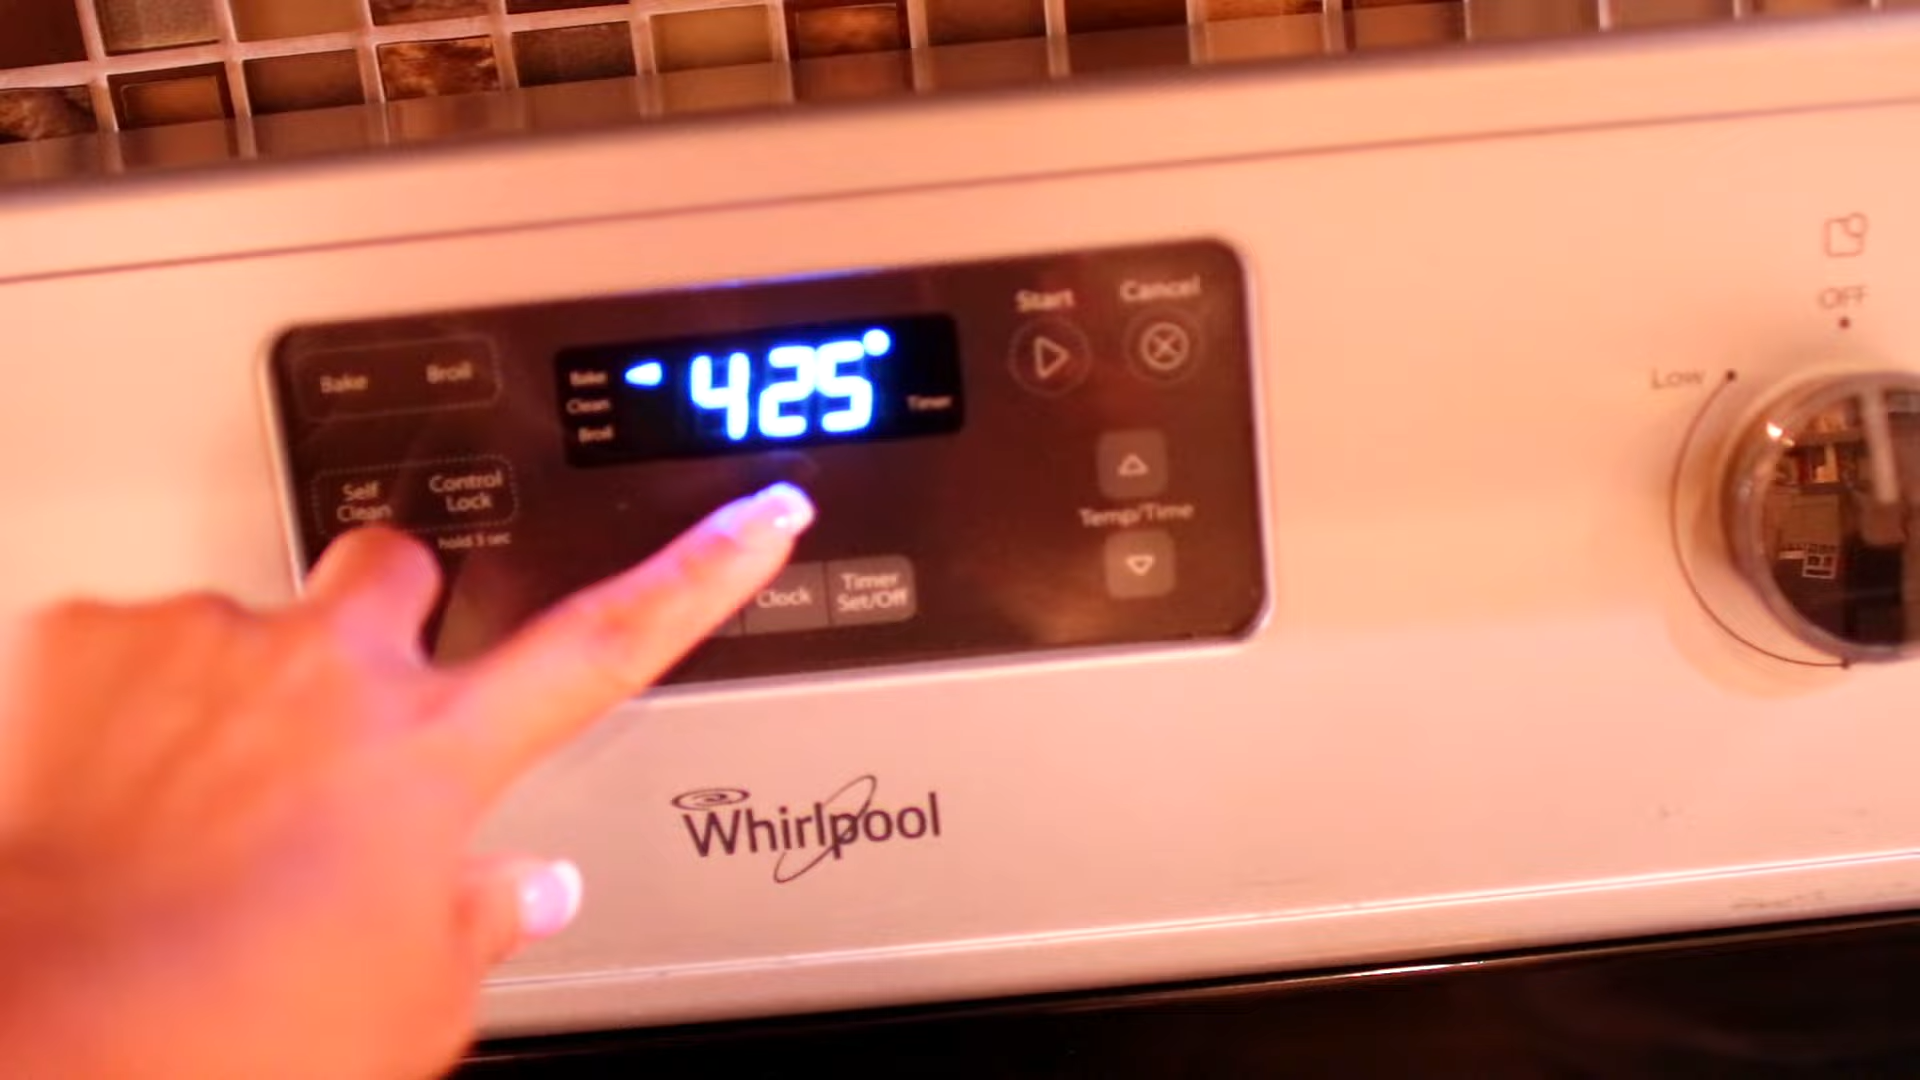 Bake Broil
Self Clean
Control Lock
hold 3 sec
Bake
Clean
Broil
425°
Timer
Clock
Timer Set/Off
Start
Cancel
Temp/Time
Whirlpool
OFF
Low